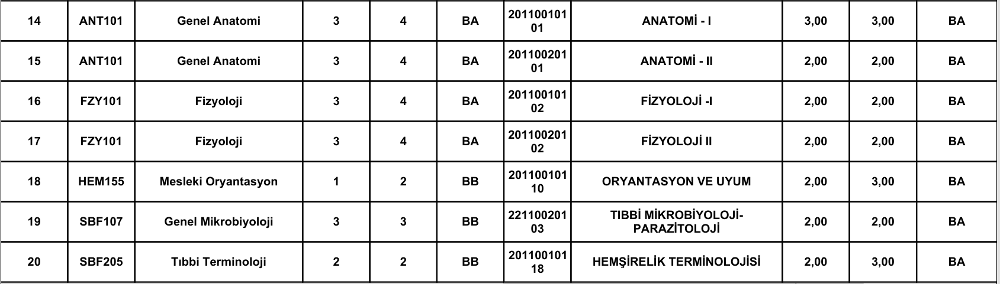 14 ANT101 Genel Anatomi 3 4 BA 20110010101 ANATOMİ - I 3,00 3,00 BA
15 ANT101 Genel Anatomi 3 4 BA 20110020101 ANATOMİ - II 2,00 2,00 BA
16 FZY101 Fizyoloji 3 4 BA 20110010102 FİZYOLOJİ -I 2,00 2,00 BA
17 FZY101 Fizyoloji 3 4 BA 20110020102 FİZYOLOJİ II 2,00 2,00 BA
18 HEM155 Mesleki Oryantasyon 1 2 BB 20110010110 ORYANTASYON VE UYUM 2,00 3,00 BA
19 SBF107 Genel Mikrobiyoloji 3 3 BB 22110020103 TIBBİ MİKROBİYOLOJİ-PARAZİTOLOJİ 2,00 2,00 BA
20 SBF205 Tıbbi Terminoloji 2 2 BB 20110010118 HEMŞİRELİK TERMİNOLOJİSİ 2,00 3,00 BA